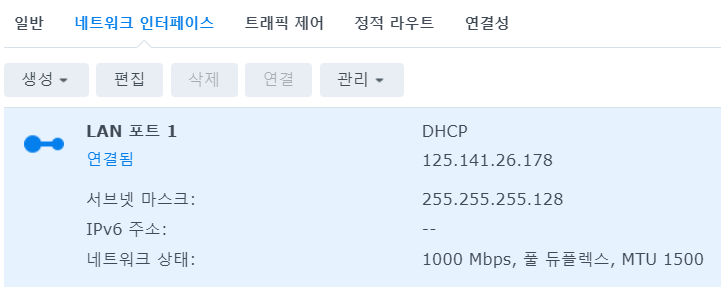 일반 네트워크 인터페이스 트래픽 제어 정적 라우트 연결성
생성 편집 삭제 연결 관리
LAN 포트 1 DHCP
연결됨 125.141.26.178
서브넷 마스크: 255.255.255.128
IPv6 주소: --
네트워크 상태: 1000 Mbps, 풀 듀플렉스, MTU 1500